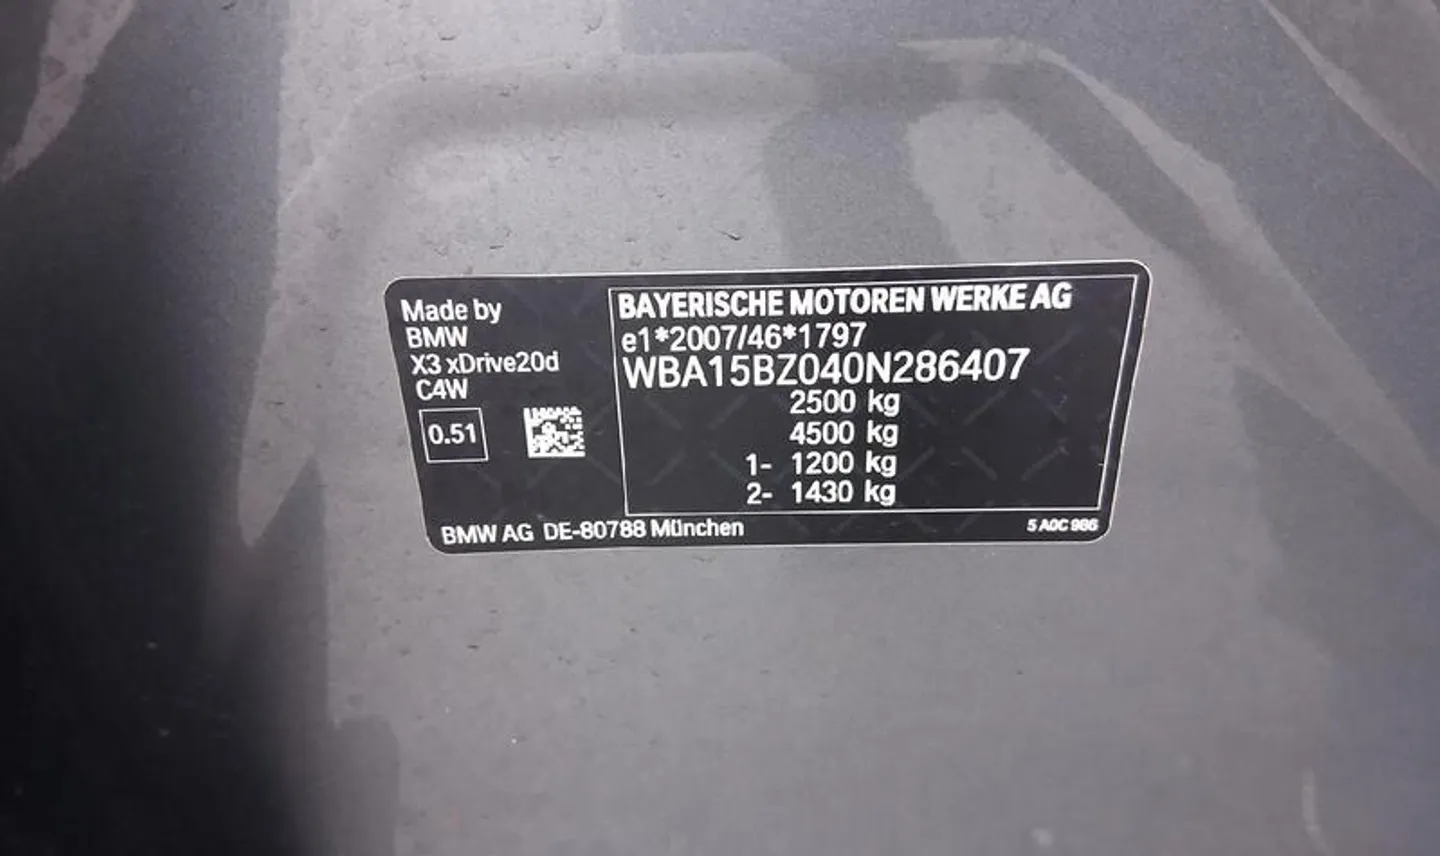 Made by
BMW
X3 xDrive20d
C4W
0.51
BAYERISCHE MOTOREN WERKE AG
e1*2007/46*1797
WBA15BZ040N286407
2500 kg
4500 kg
1- 1200 kg
2- 1430 kg
BMW AG DE-80788 München
5 A0C 986